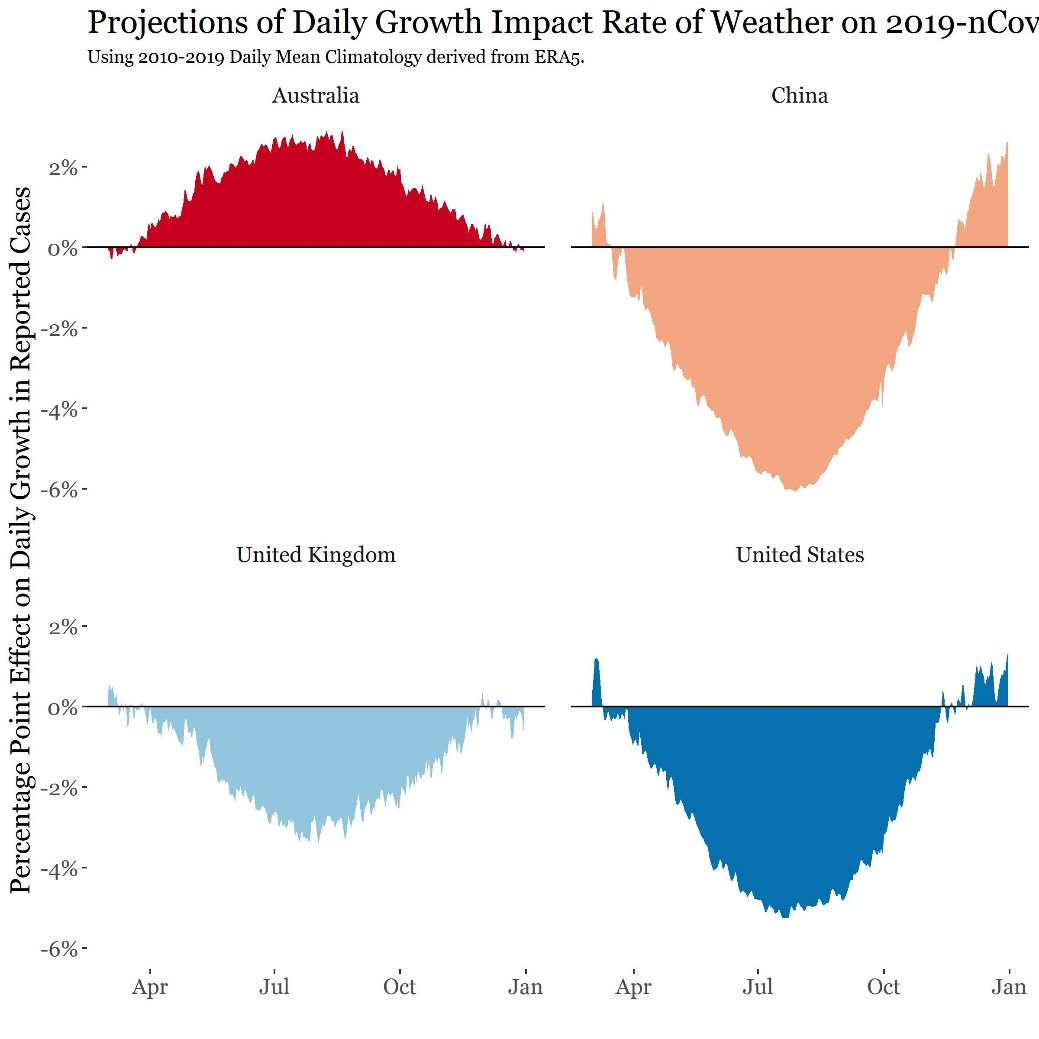 Projections of Daily Growth Impact Rate of Weather on 2019-nCov
Using 2010-2019 Daily Mean Climatology derived from ERA5.
Percentage Point Effect on Daily Growth in Reported Cases
Australia
China
2%
0%
-2%
-4%
-6%
United Kingdom
United States
2%
0%
-2%
-4%
-6%
Apr
Jul
Oct
Jan
Apr
Jul
Oct
Jan